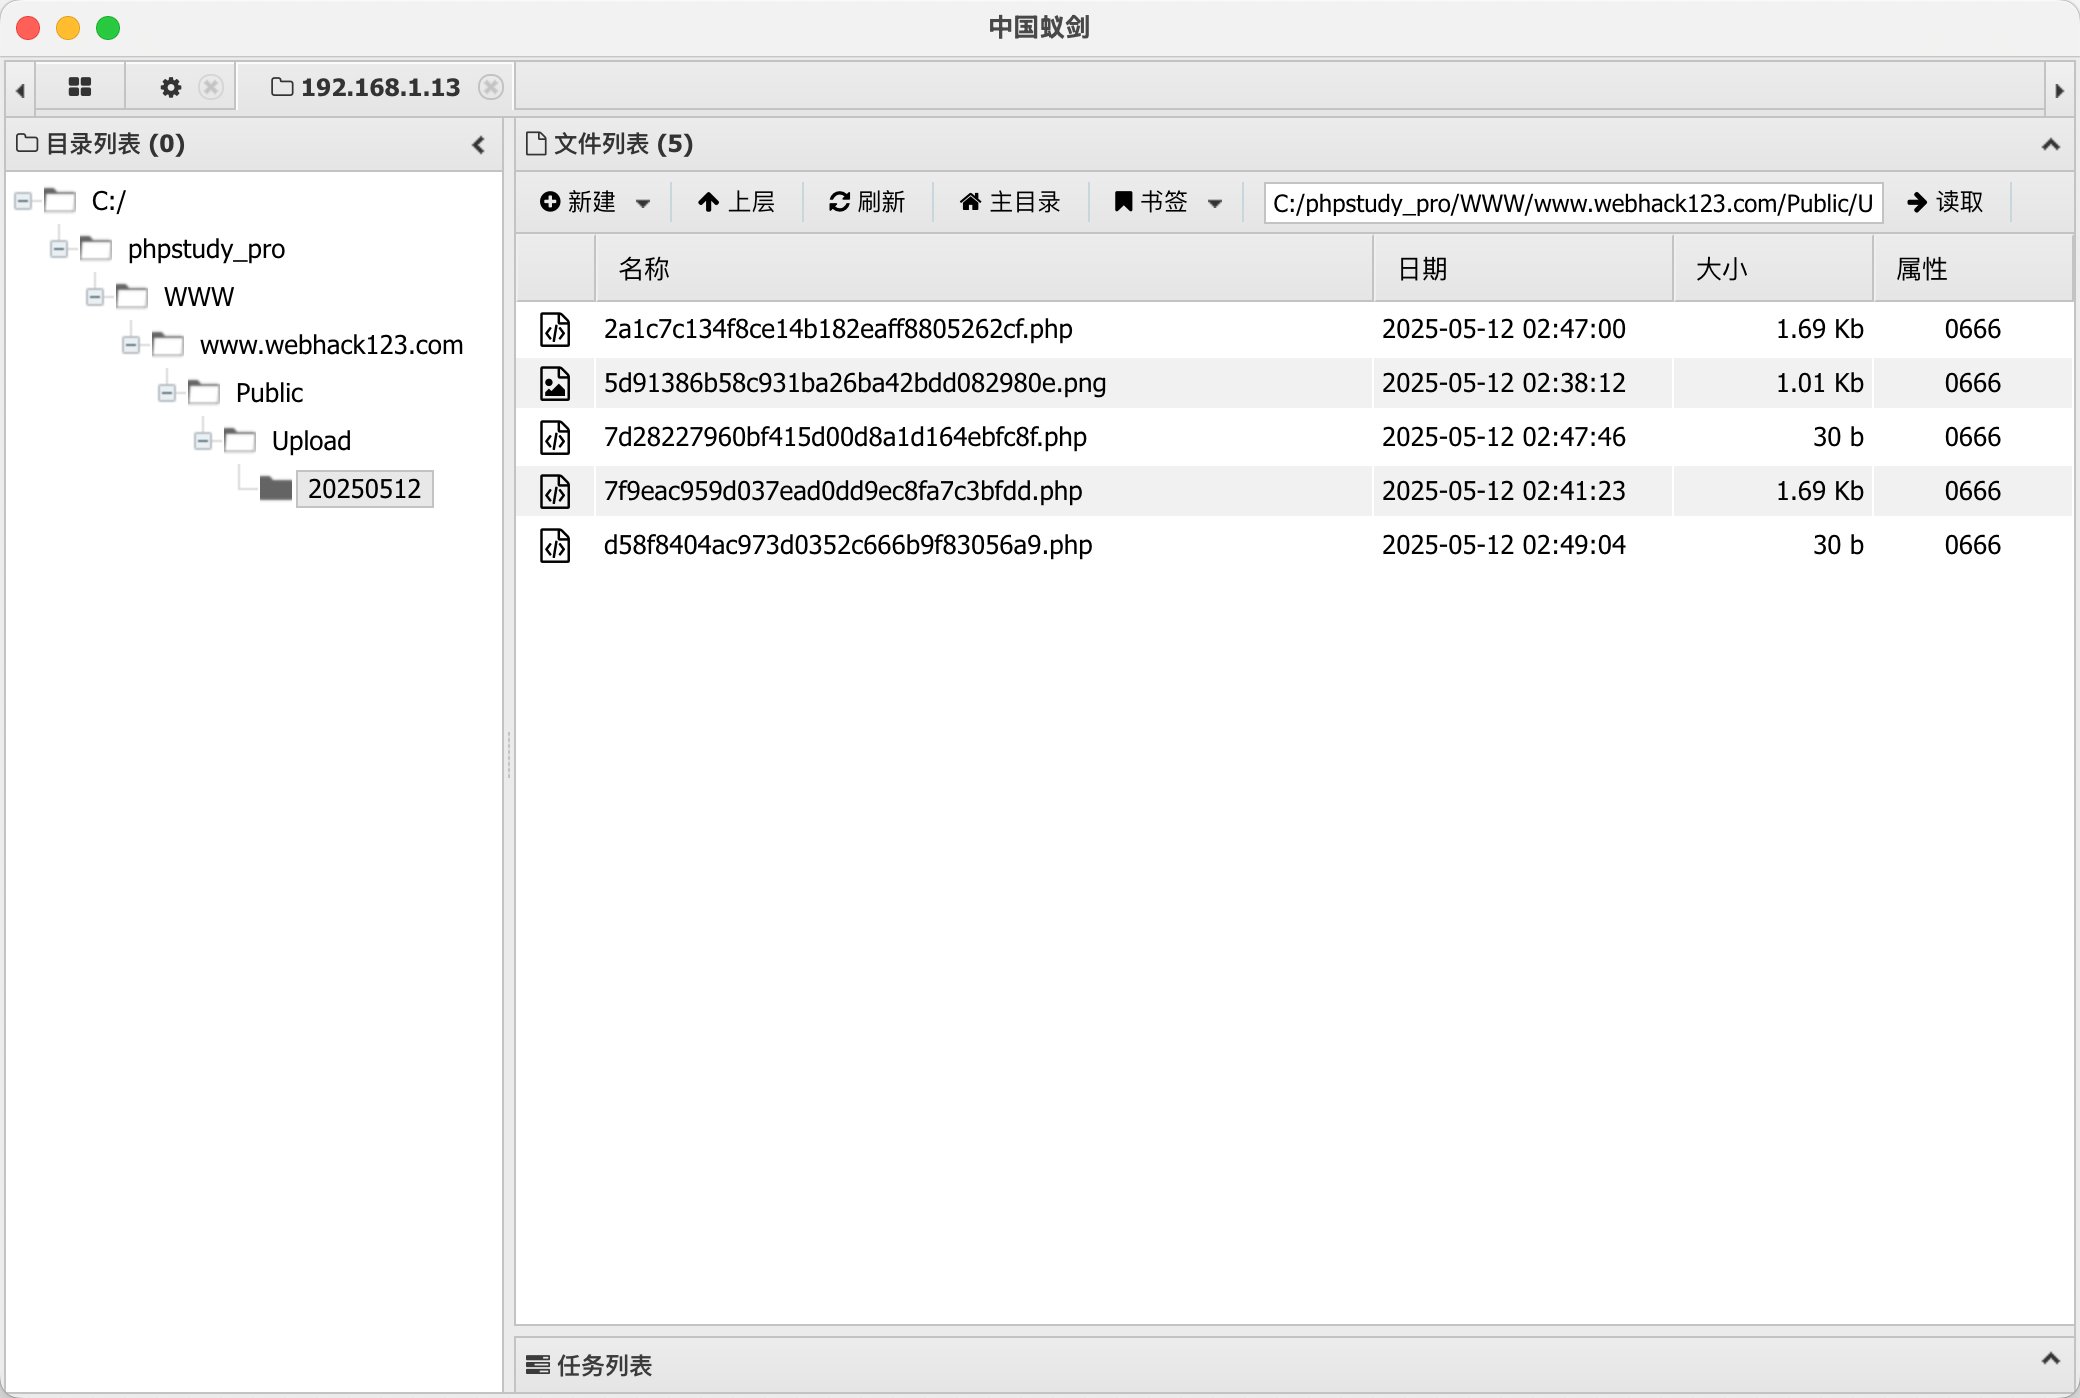 中国蚁剑
192.168.1.13
目录列表 (0)
C:/
phpstudy_pro
WWW
www.webhack123.com
Public
Upload
20250512
文件列表 (5)
新建 上层 刷新 主目录 书签 C:/phpstudy_pro/WWW/www.webhack123.com/Public/U 读取
名称 日期 大小 属性
2a1c7c134f8ce14b182eaff8805262cf.php 2025-05-12 02:47:00 1.69 Kb 0666
5d91386b58c931ba26ba42bdd082980e.png 2025-05-12 02:38:12 1.01 Kb 0666
7d28227960bf415d00d8a1d164ebfc8f.php 2025-05-12 02:47:46 30 b 0666
7f9eac959d037ead0dd9ec8fa7c3bfdd.php 2025-05-12 02:41:23 1.69 Kb 0666
d58f8404ac973d0352c666b9f83056a9.php 2025-05-12 02:49:04 30 b 0666
任务列表